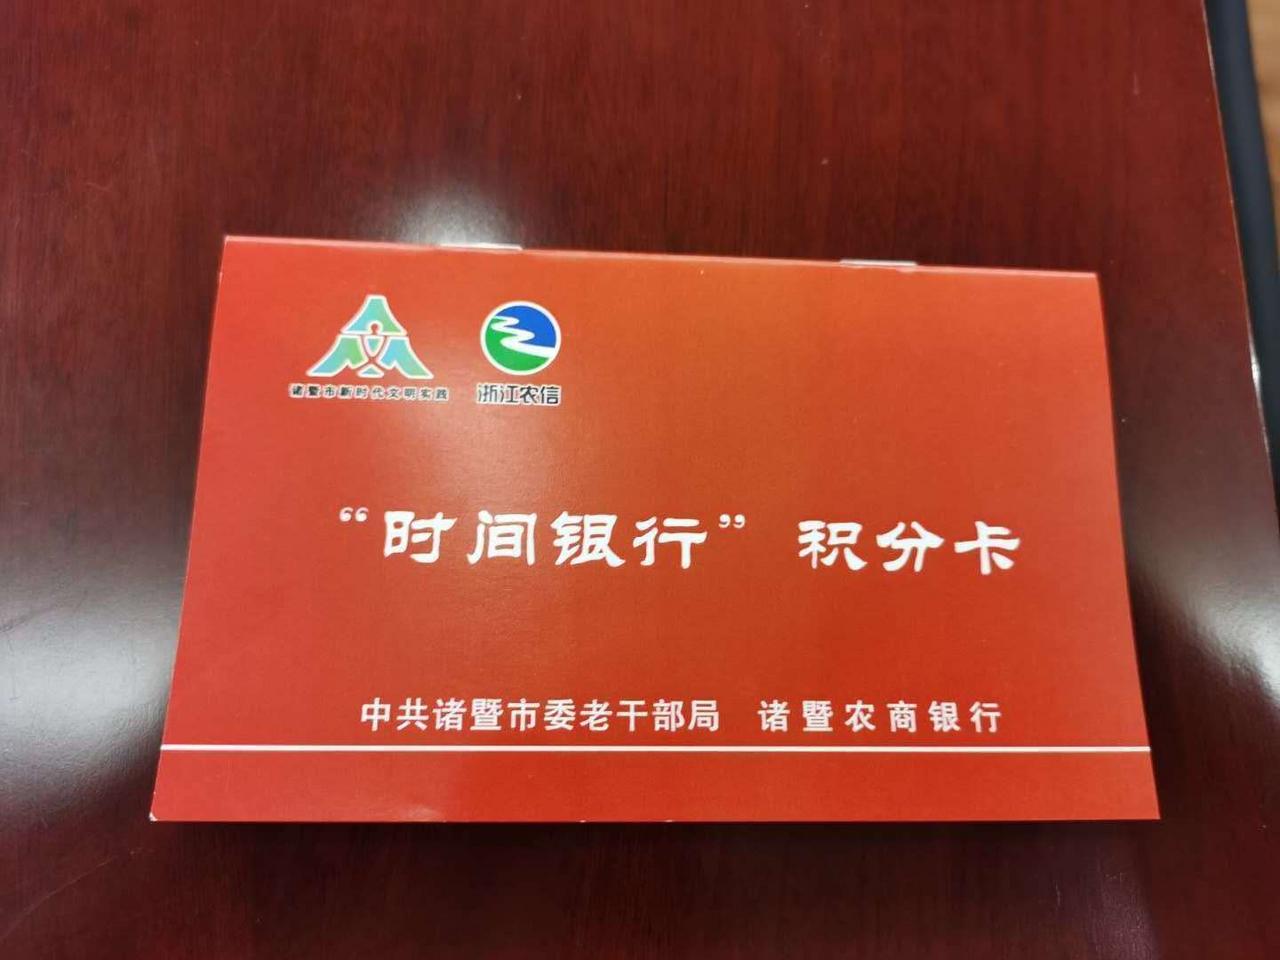 诸暨市新时代文明实践 浙江农信
“时间银行”积分卡
中共诸暨市委老干部局 诸暨农商银行